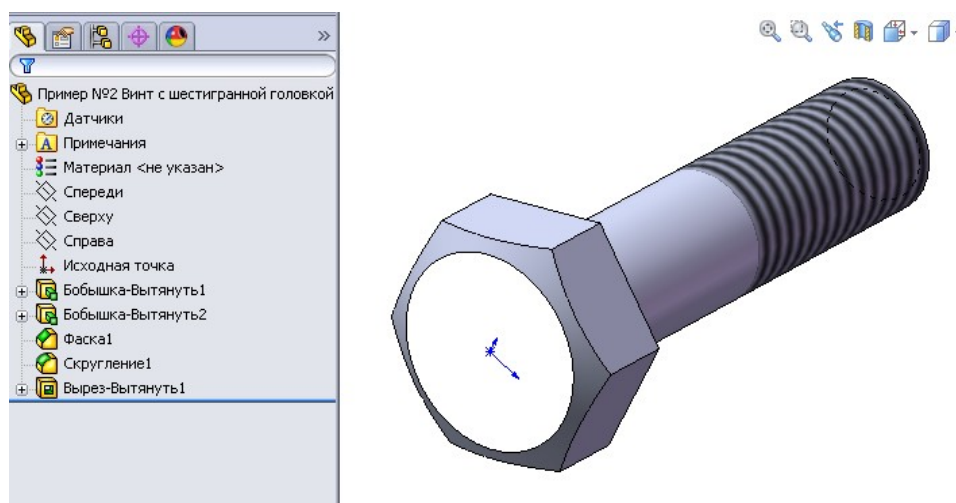 »
Пример №2 Винт с шестигранной головкой
Датчики
A Примечания
Материал <не указан>
Спереди
Сверху
Справа
Исходная точка
Бобышка-Вытянуть1
Бобышка-Вытянуть2
Фаска1
Скругление1
Вырез-Вытянуть1